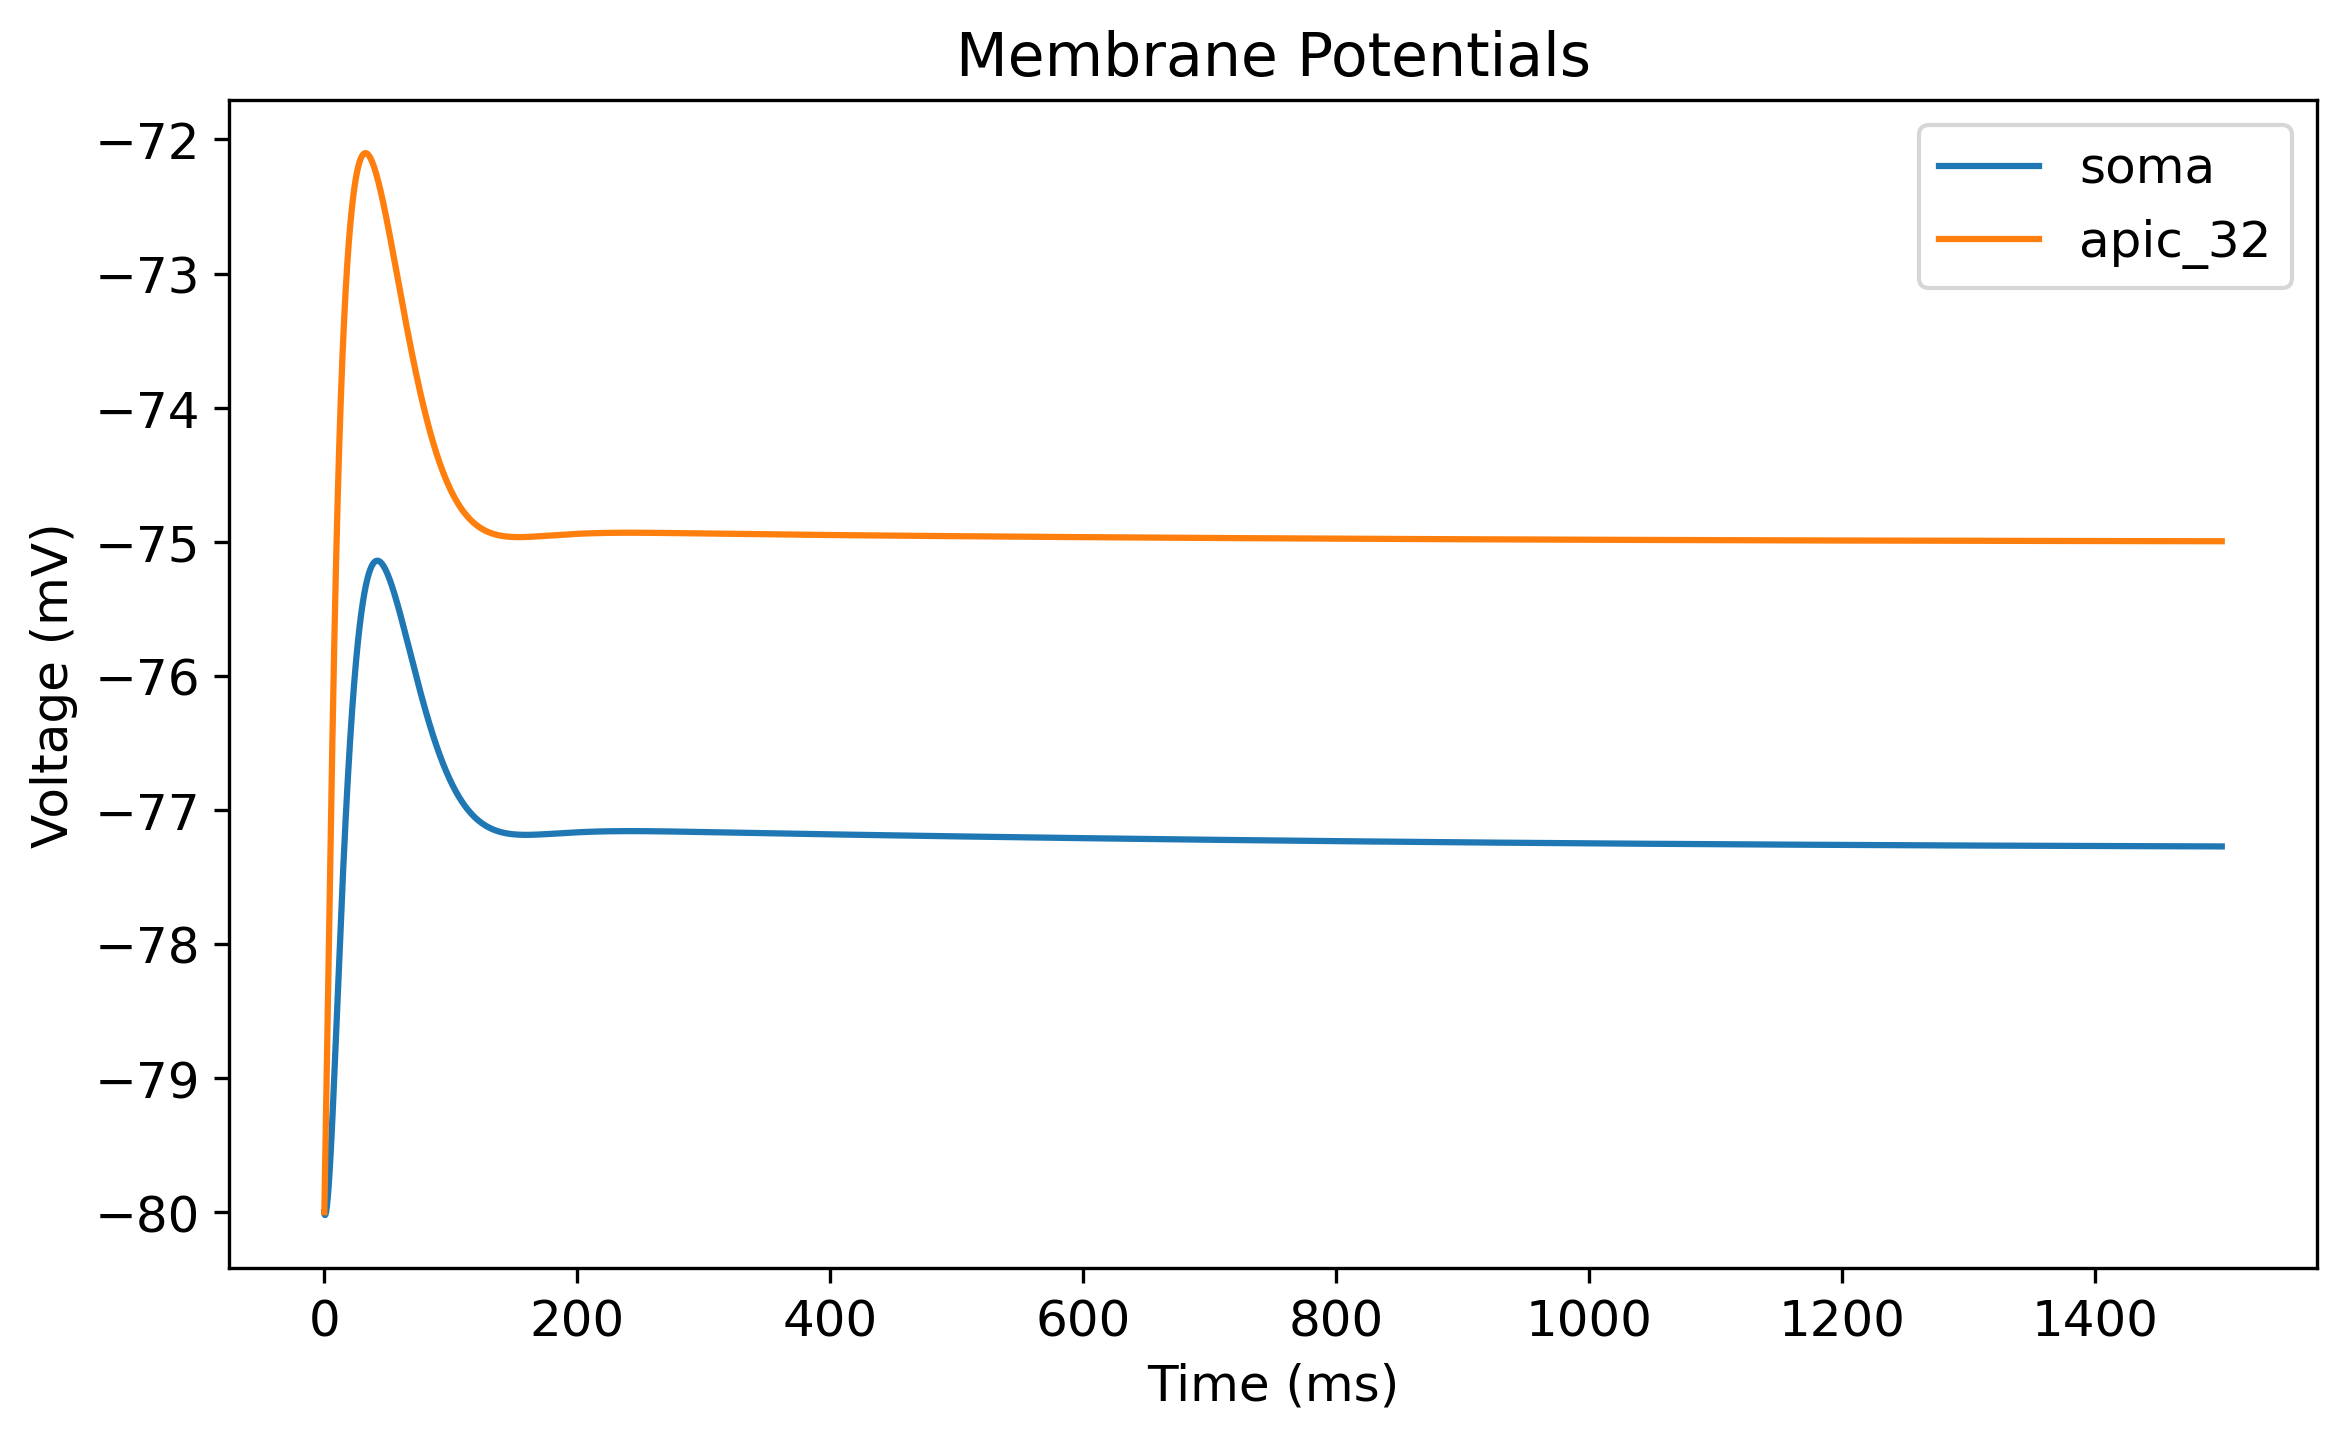 Membrane Potentials
soma
apic_32
Voltage (mV)
−72
−73
−74
−75
−76
−77
−78
−79
−80
0 200 400 600 800 1000 1200 1400
Time (ms)